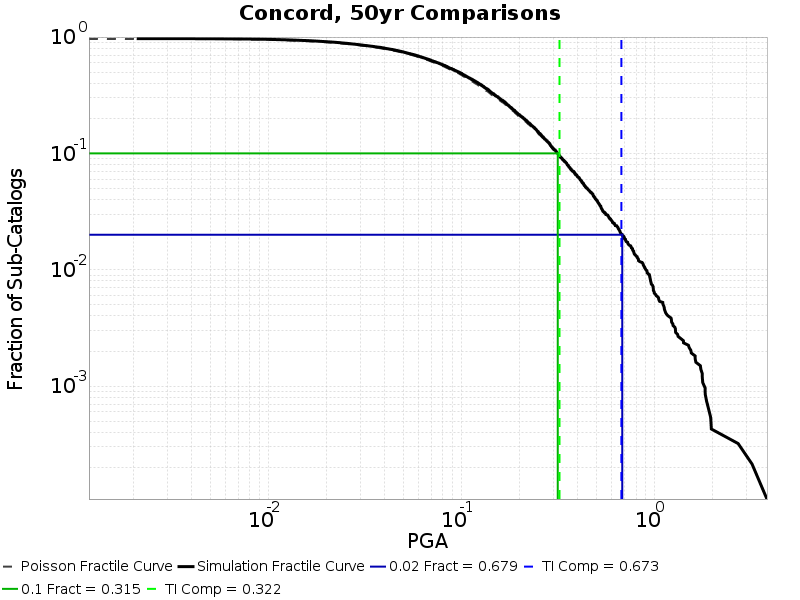 Concord, 50yr Comparisons
10^0
10^-1
10^-2
10^-3
Fraction of Sub-Catalogs
10^-2 10^-1 10^0
PGA
Poisson Fractile Curve Simulation Fractile Curve 0.02 Fract = 0.679 TI Comp = 0.673
0.1 Fract = 0.315 TI Comp = 0.322